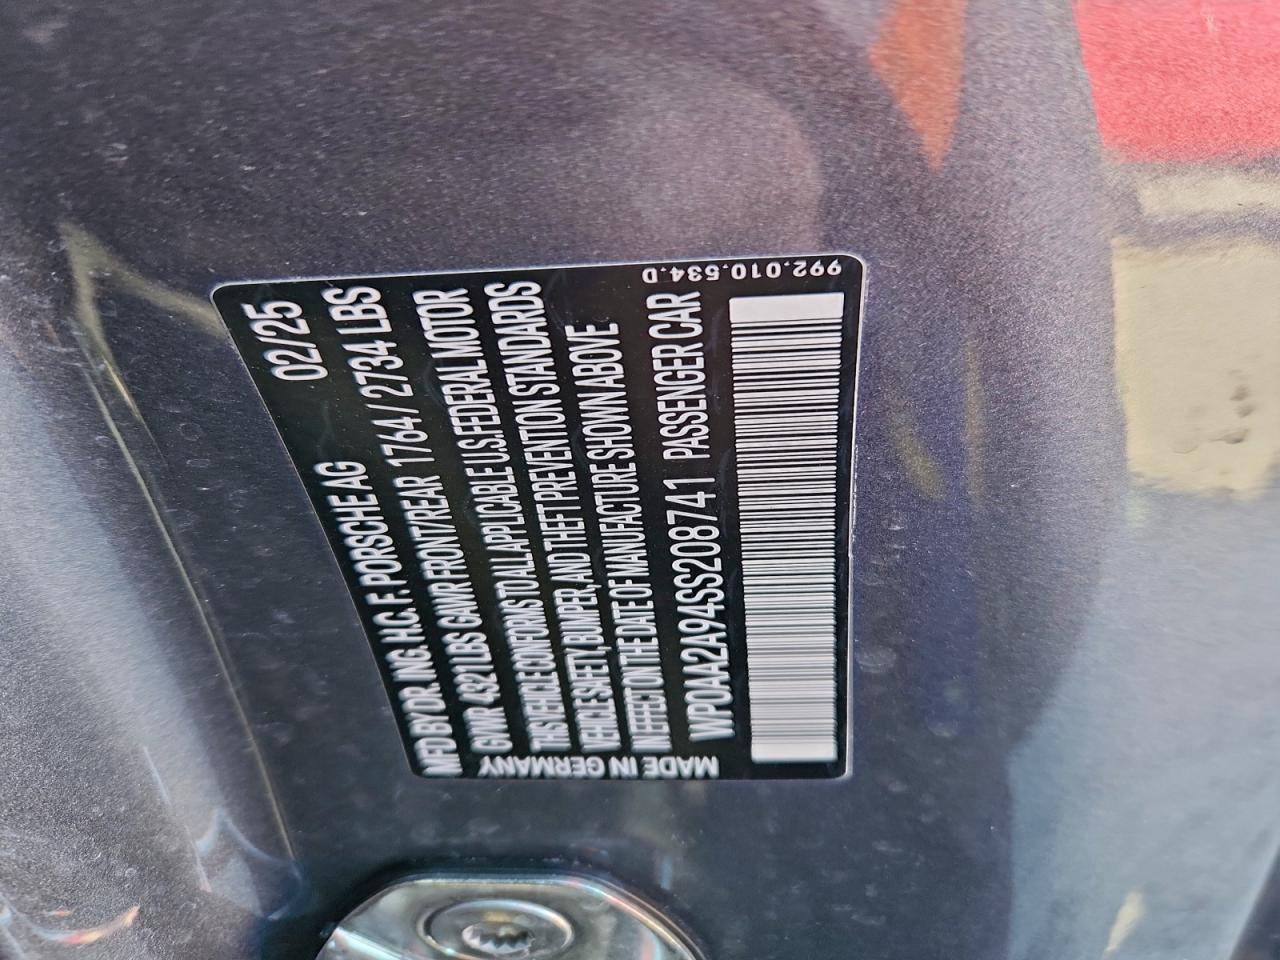 MFD BY DR. ING. H.C. F. PORSCHE AG 02/25
GVWR 4321 LBS GAWR FRONT/REAR 1764 / 2734 LBS
THIS VEHICLE CONFORMS TO ALL APPLICABLE U.S. FEDERAL MOTOR
VEHICLE SAFETY, BUMPER, AND THEFT PREVENTION STANDARDS
IN EFFECT ON THE DATE OF MANUFACTURE SHOWN ABOVE
WP0AA2A94SS208741 PASSENGER CAR
MADE IN GERMANY
992.010.534.D